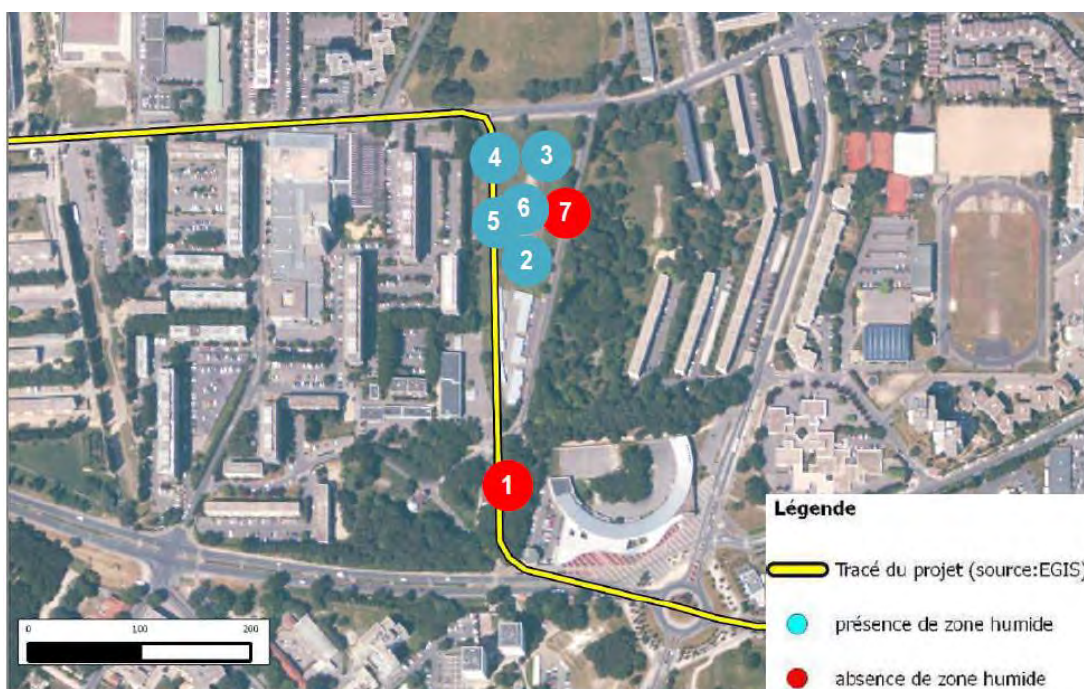 4
3
6
7
5
2
1
Légende
Tracé du projet (source:EGIS)
présence de zone humide
absence de zone humide
0 100 200